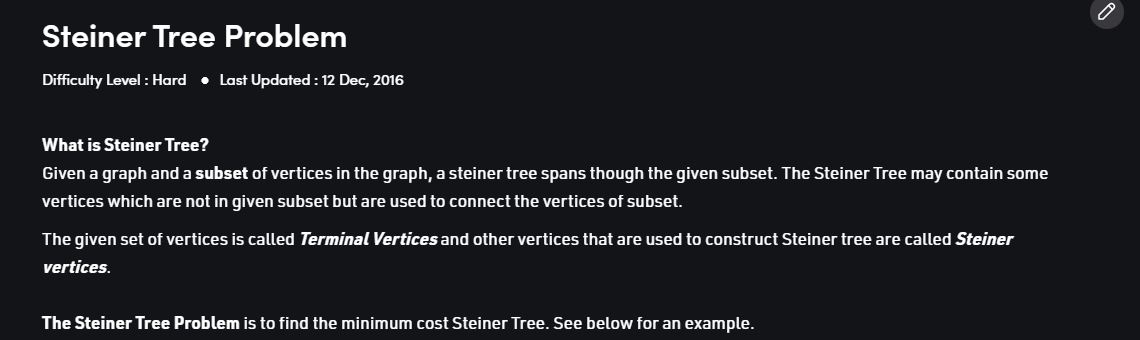 Steiner Tree Problem
Difficulty Level : Hard ● Last Updated : 12 Dec, 2016
What is Steiner Tree?
Given a graph and a subset of vertices in the graph, a steiner tree spans though the given subset. The Steiner Tree may contain some
vertices which are not in given subset but are used to connect the vertices of subset.
The given set of vertices is called Terminal Vertices and other vertices that are used to construct Steiner tree are called Steiner
vertices.
The Steiner Tree Problem is to find the minimum cost Steiner Tree. See below for an example.